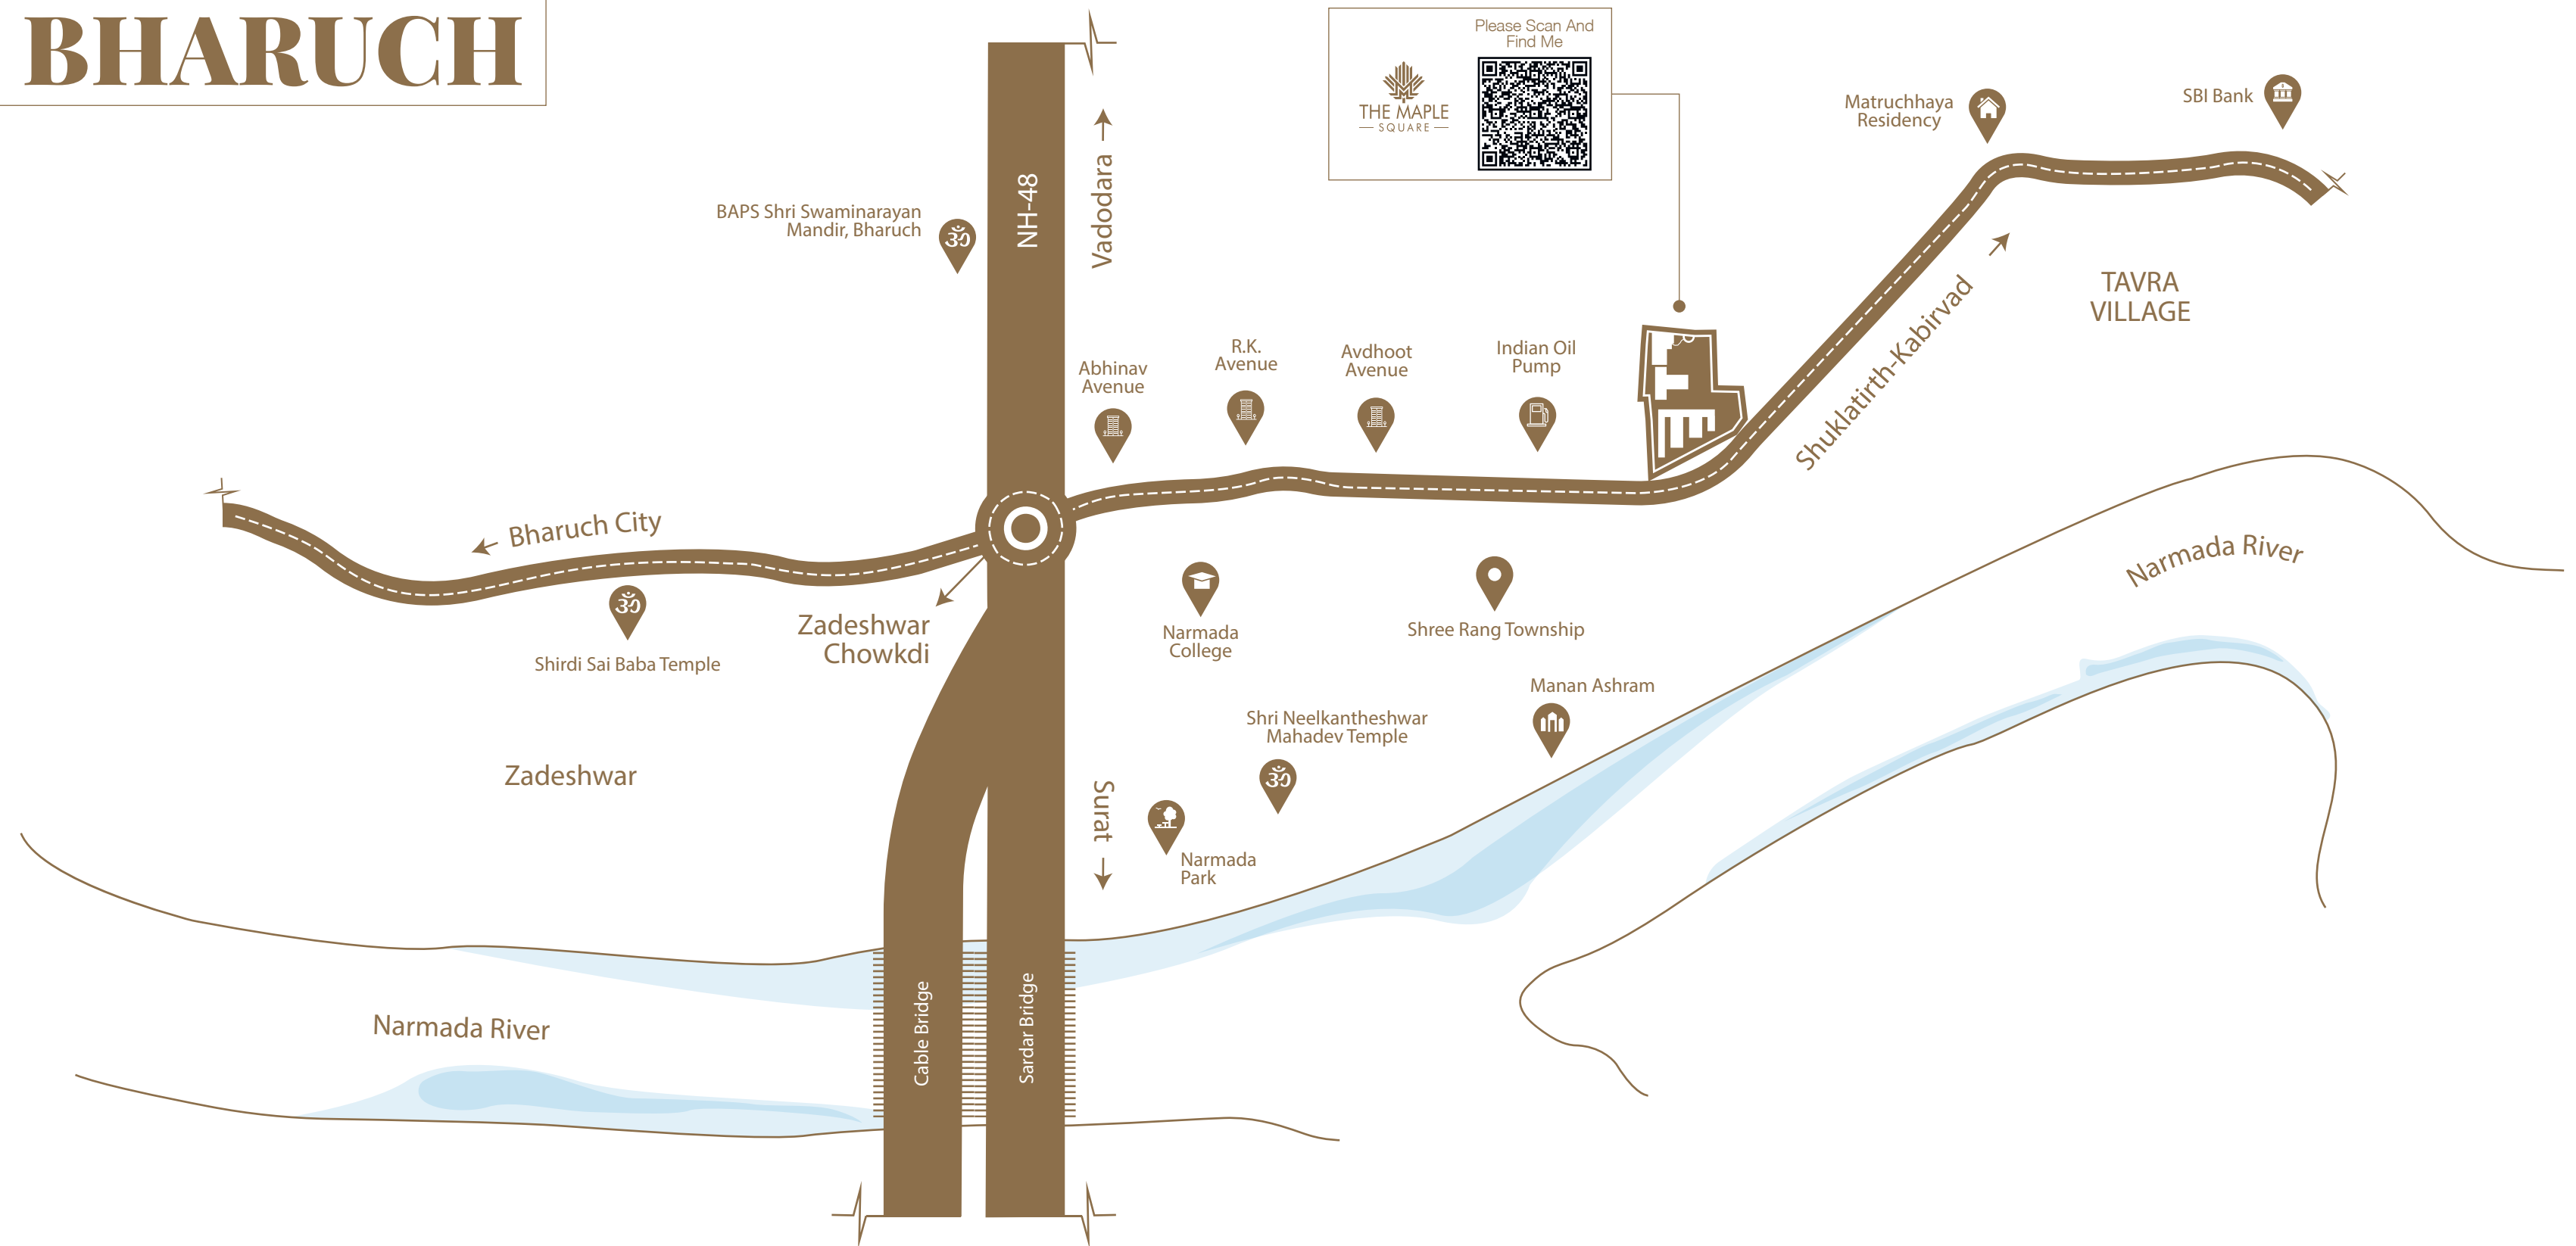 BHARUCH
Please Scan And
Find Me
THE MAPLE
SQUARE
Matruchhaya
Residency
SBI Bank
NH-48
Vadodara
BAPS Shri Swaminarayan
Mandir, Bharuch
TAVRA
VILLAGE
Shuklatirth-Kabirvad
Abhinav
Avenue
R.K.
Avenue
Avdhoot
Avenue
Indian Oil
Pump
Bharuch City
ॐ
ॐ
Shirdi Sai Baba Temple
Zadeshwar
Chowkdi
Narmada
College
Shree Rang Township
Narmada River
Manan Ashram
Shri Neelkantheshwar
Mahadev Temple
ॐ
Zadeshwar
Surat
Narmada
Park
Narmada River
Cable Bridge
Sardar Bridge